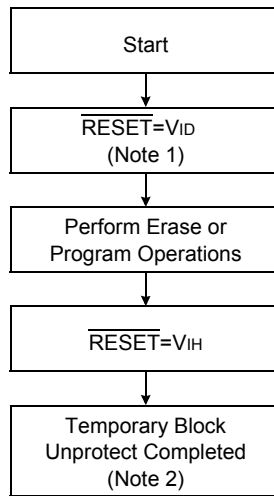 Start
RESET=VID
(Note 1)
Perform Erase or
Program Operations
RESET=VIH
Temporary Block
Unprotect Completed
(Note 2)